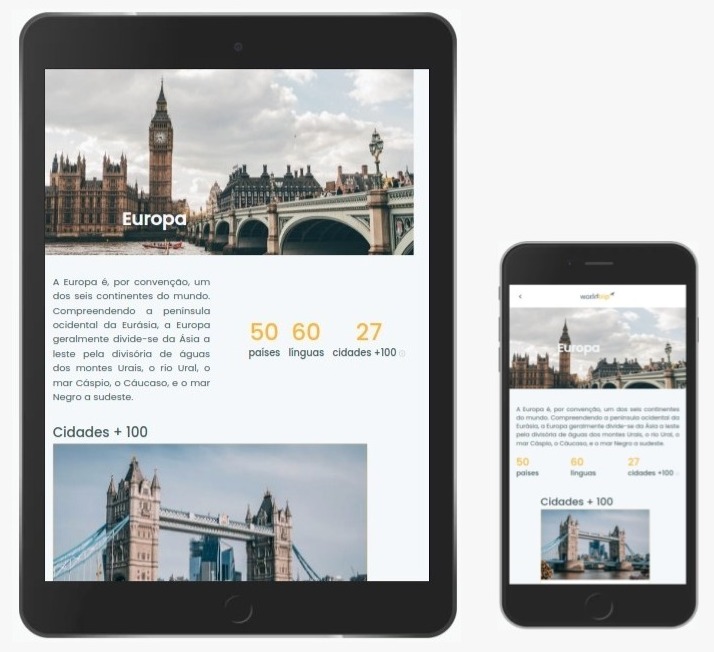 Europa
A Europa é, por convenção, um
dos seis continentes do mundo.
Compreendendo a península
ocidental da Eurásia, a Europa
geralmente divide-se da Ásia a
leste pela divisória de águas
dos montes Urais, o rio Ural, o
mar Cáspio, o Cáucaso, e o mar
Negro a sudeste.
50 60 27
países línguas cidades +100
Cidades + 100
worldtrip
Europa
A Europa é, por convenção, um dos seis continentes
do mundo. Compreendendo a península ocidental da
Eurásia, a Europa geralmente divide-se da Ásia a leste
pela divisória de águas dos montes Urais, o rio Ural, o
mar Cáspio, o Cáucaso, e o mar Negro a sudeste.
50 60 27
países línguas cidades +100
Cidades + 100